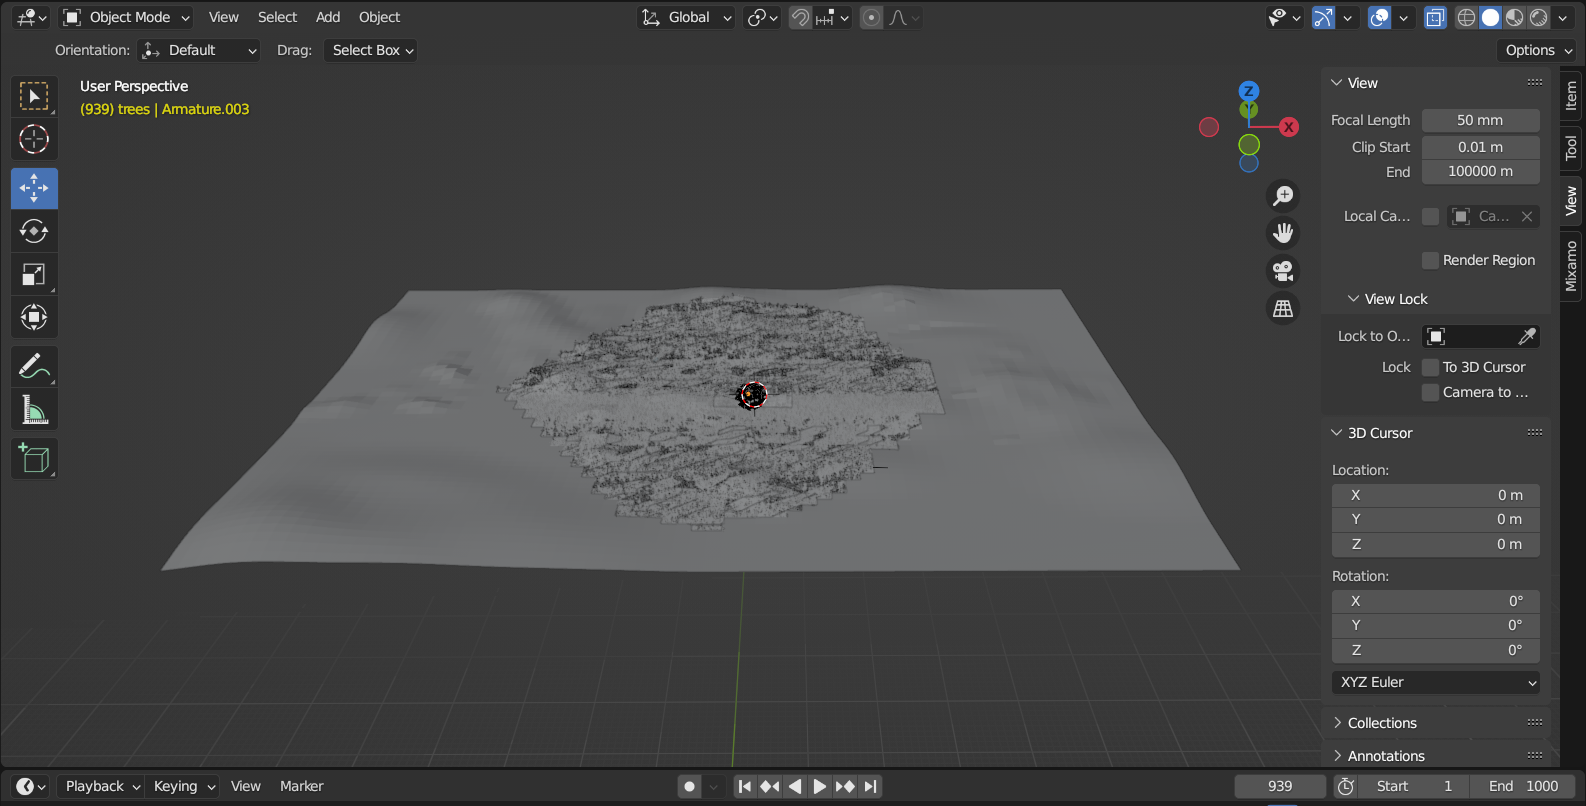 Object Mode View Select Add Object Global
Orientation: Default Drag: Select Box Options
User Perspective
(939) trees | Armature.003
Z
Y
X
View
Focal Length 50 mm
Clip Start 0.01 m
End 100000 m
Local Ca... Ca...
Render Region
View Lock
Lock to O...
Lock To 3D Cursor
Camera to ...
3D Cursor
Location:
X 0 m
Y 0 m
Z 0 m
Rotation:
X 0°
Y 0°
Z 0°
XYZ Euler
Collections
Annotations
Item
Tool
View
Mixamo
Playback Keying View Marker 939 Start 1 End 1000